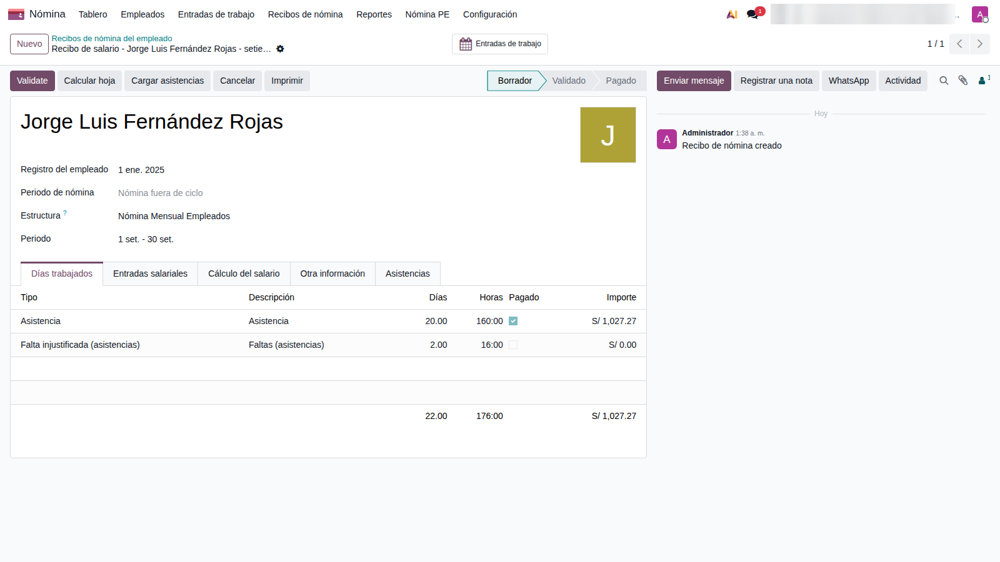 Nómina Tablero Empleados Entradas de trabajo Recibos de nómina Reportes Nómina PE Configuración AI 1 .. A
Nuevo Recibos de nómina del empleado
Recibo de salario - Jorge Luis Fernández Rojas - setie… Entradas de trabajo 1 / 1
Validate Calcular hoja Cargar asistencias Cancelar Imprimir Borrador Validado Pagado Enviar mensaje Registrar una nota WhatsApp Actividad 1
Jorge Luis Fernández Rojas J
Hoy
A Administrador 1:38 a. m.
Recibo de nómina creado
Registro del empleado 1 ene. 2025
Periodo de nómina Nómina fuera de ciclo
Estructura ? Nómina Mensual Empleados
Periodo 1 set. - 30 set.
Días trabajados Entradas salariales Cálculo del salario Otra información Asistencias
Tipo Descripción Días Horas Pagado Importe
Asistencia Asistencia 20.00 160:00 S/ 1,027.27
Falta injustificada (asistencias) Faltas (asistencias) 2.00 16:00 S/ 0.00
22.00 176:00 S/ 1,027.27